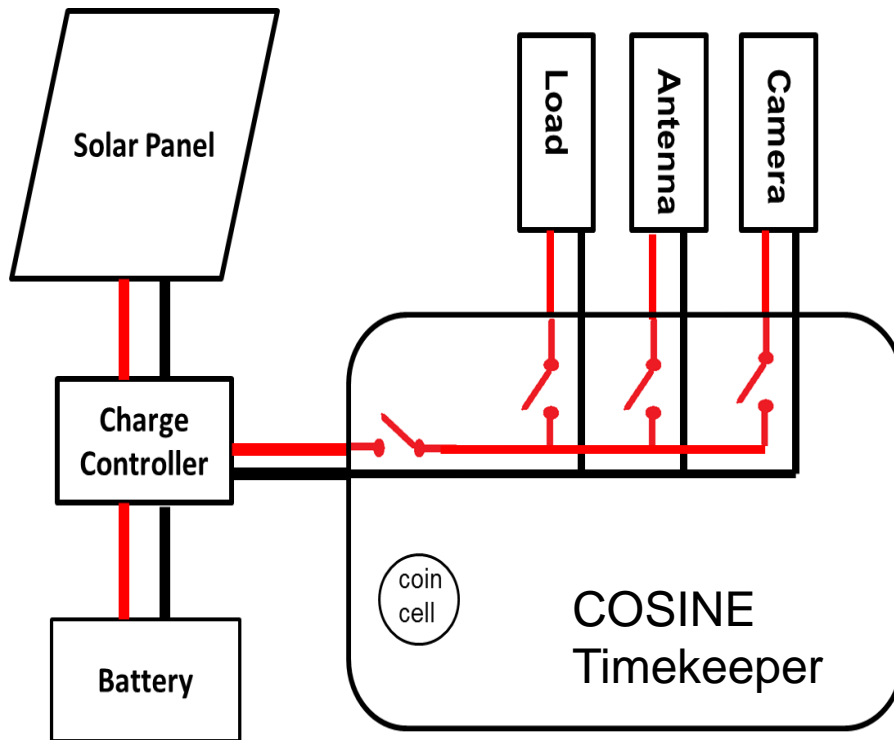 Solar Panel
Load
Antenna
Camera
Charge
Controller
coin
cell
COSINE
Timekeeper
Battery